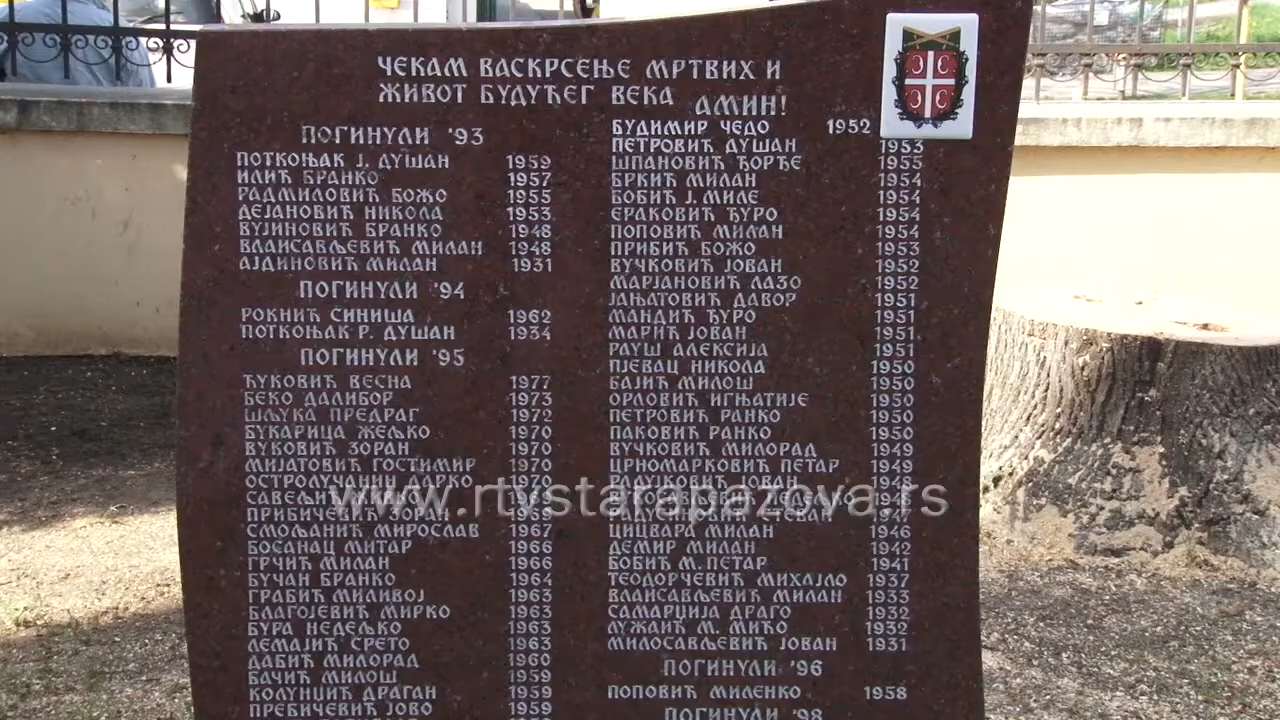 ЧЕКАМ ВАСКРСЕЊЕ МРТВИХ И
ЖИВОТ БУДУЋЕГ ВЕКА АМИН!
ПОГИНУЛИ '93
ПОТКОЊАК Ј. ДУШАН 1959
ИЛИЋ БРАНКО 1957
РАДМИЛОВИЋ БОЖО 1955
ДЕЈАНОВИЋ НИКОЛА 1953
ВУЈИНОВИЋ БРАНКО 1948
ВЛАИСАВЉЕВИЋ МИЛАН 1948
АЈДИНОВИЋ МИЛАН 1931
ПОГИНУЛИ '94
РОКНИЋ СИНИША 1962
ПОТКОЊАК Р. ДУШАН 1934
ПОГИНУЛИ '95
ЂУКОВИЋ ВЕСНА 1977
БЕКО ДАЛИБОР 1973
ШЉУКА ПРЕДРАГ 1972
БУКАРИЦА ЖЕЉКО 1970
ВУКОВИЋ ЗОРАН 1970
МИЈАТОВИЋ ГОСТИМИР 1970
ОСТРОЛУЧАНИН ДАРКО 1970
ПРИБИЧЕВИЋ ЗОРАН
СМОЉАНИЋ МИРОСЛАВ 1967
БОСАНАЦ МИТАР 1966
ГРЧИЋ МИЛАН 1966
БУЧАН БРАНКО 1964
ГРАБИЋ МИЛИВОЈ 1963
БЛАГОЈЕВИЋ МИРКО 1963
БУРА НЕДЕЉКО 1963
ЛЕМАЈИЋ СРЕТО 1963
ДАБИЋ МИЛОРАД 1960
БАЧИЋ МИЛОШ 1959
КОЛУНЏИЋ ДРАГАН 1959
ПРЕБИЧЕВИЋ ЈОВО 1959
БУДИМИР ЧЕДО 1952
ПЕТРОВИЋ ДУШАН 1953
ШПАНОВИЋ ЂОРЂЕ 1955
БРКИЋ МИЛАН 1954
БОБИЋ Ј. МИЛЕ 1954
ЕРАКОВИЋ ЂУРО 1954
ПОПОВИЋ МИЛАН 1954
ПРИБИЋ БОЖО 1953
ВУЧКОВИЋ ЈОВАН 1952
МАРЈАНОВИЋ ЛАЗО 1952
ЈАЊАТОВИЋ ДАВОР 1951
МАНДИЋ ЂУРО 1951
МАРИЋ ЈОВАН 1951
РАУШ АЛЕКСИЈА 1951
ПЈЕВАЦ НИКОЛА 1950
БАЈИЋ МИЛОШ 1950
ОРЛОВИЋ ИГЊАТИЈЕ 1950
ПЕТРОВИЋ РАНКО 1950
ПАКОВИЋ РАНКО 1950
ВУЧКОВИЋ МИЛОРАД 1949
ЦРНОМАРКОВИЋ ПЕТАР 1949
ЈОВАН 1948
1948
СТЕВАН 1947
ЦИЦВАРА МИЛАН 1946
ДЕМИР МИЛАН 1942
БОБИЋ М. ПЕТАР 1941
ТЕОДОРЧЕВИЋ МИХАЈЛО 1937
ВЛАИСАВЉЕВИЋ МИЛАН 1933
САМАРЏИЈА ДРАГО 1932
ЛУЖАИЋ М. МИЋО 1932
МИЛОСАВЉЕВИЋ ЈОВАН 1931
ПОГИНУЛИ '96
ПОПОВИЋ МИЛЕНКО 1958
ПОГИНУЛИ '98
www.rtvstarapazova.rs